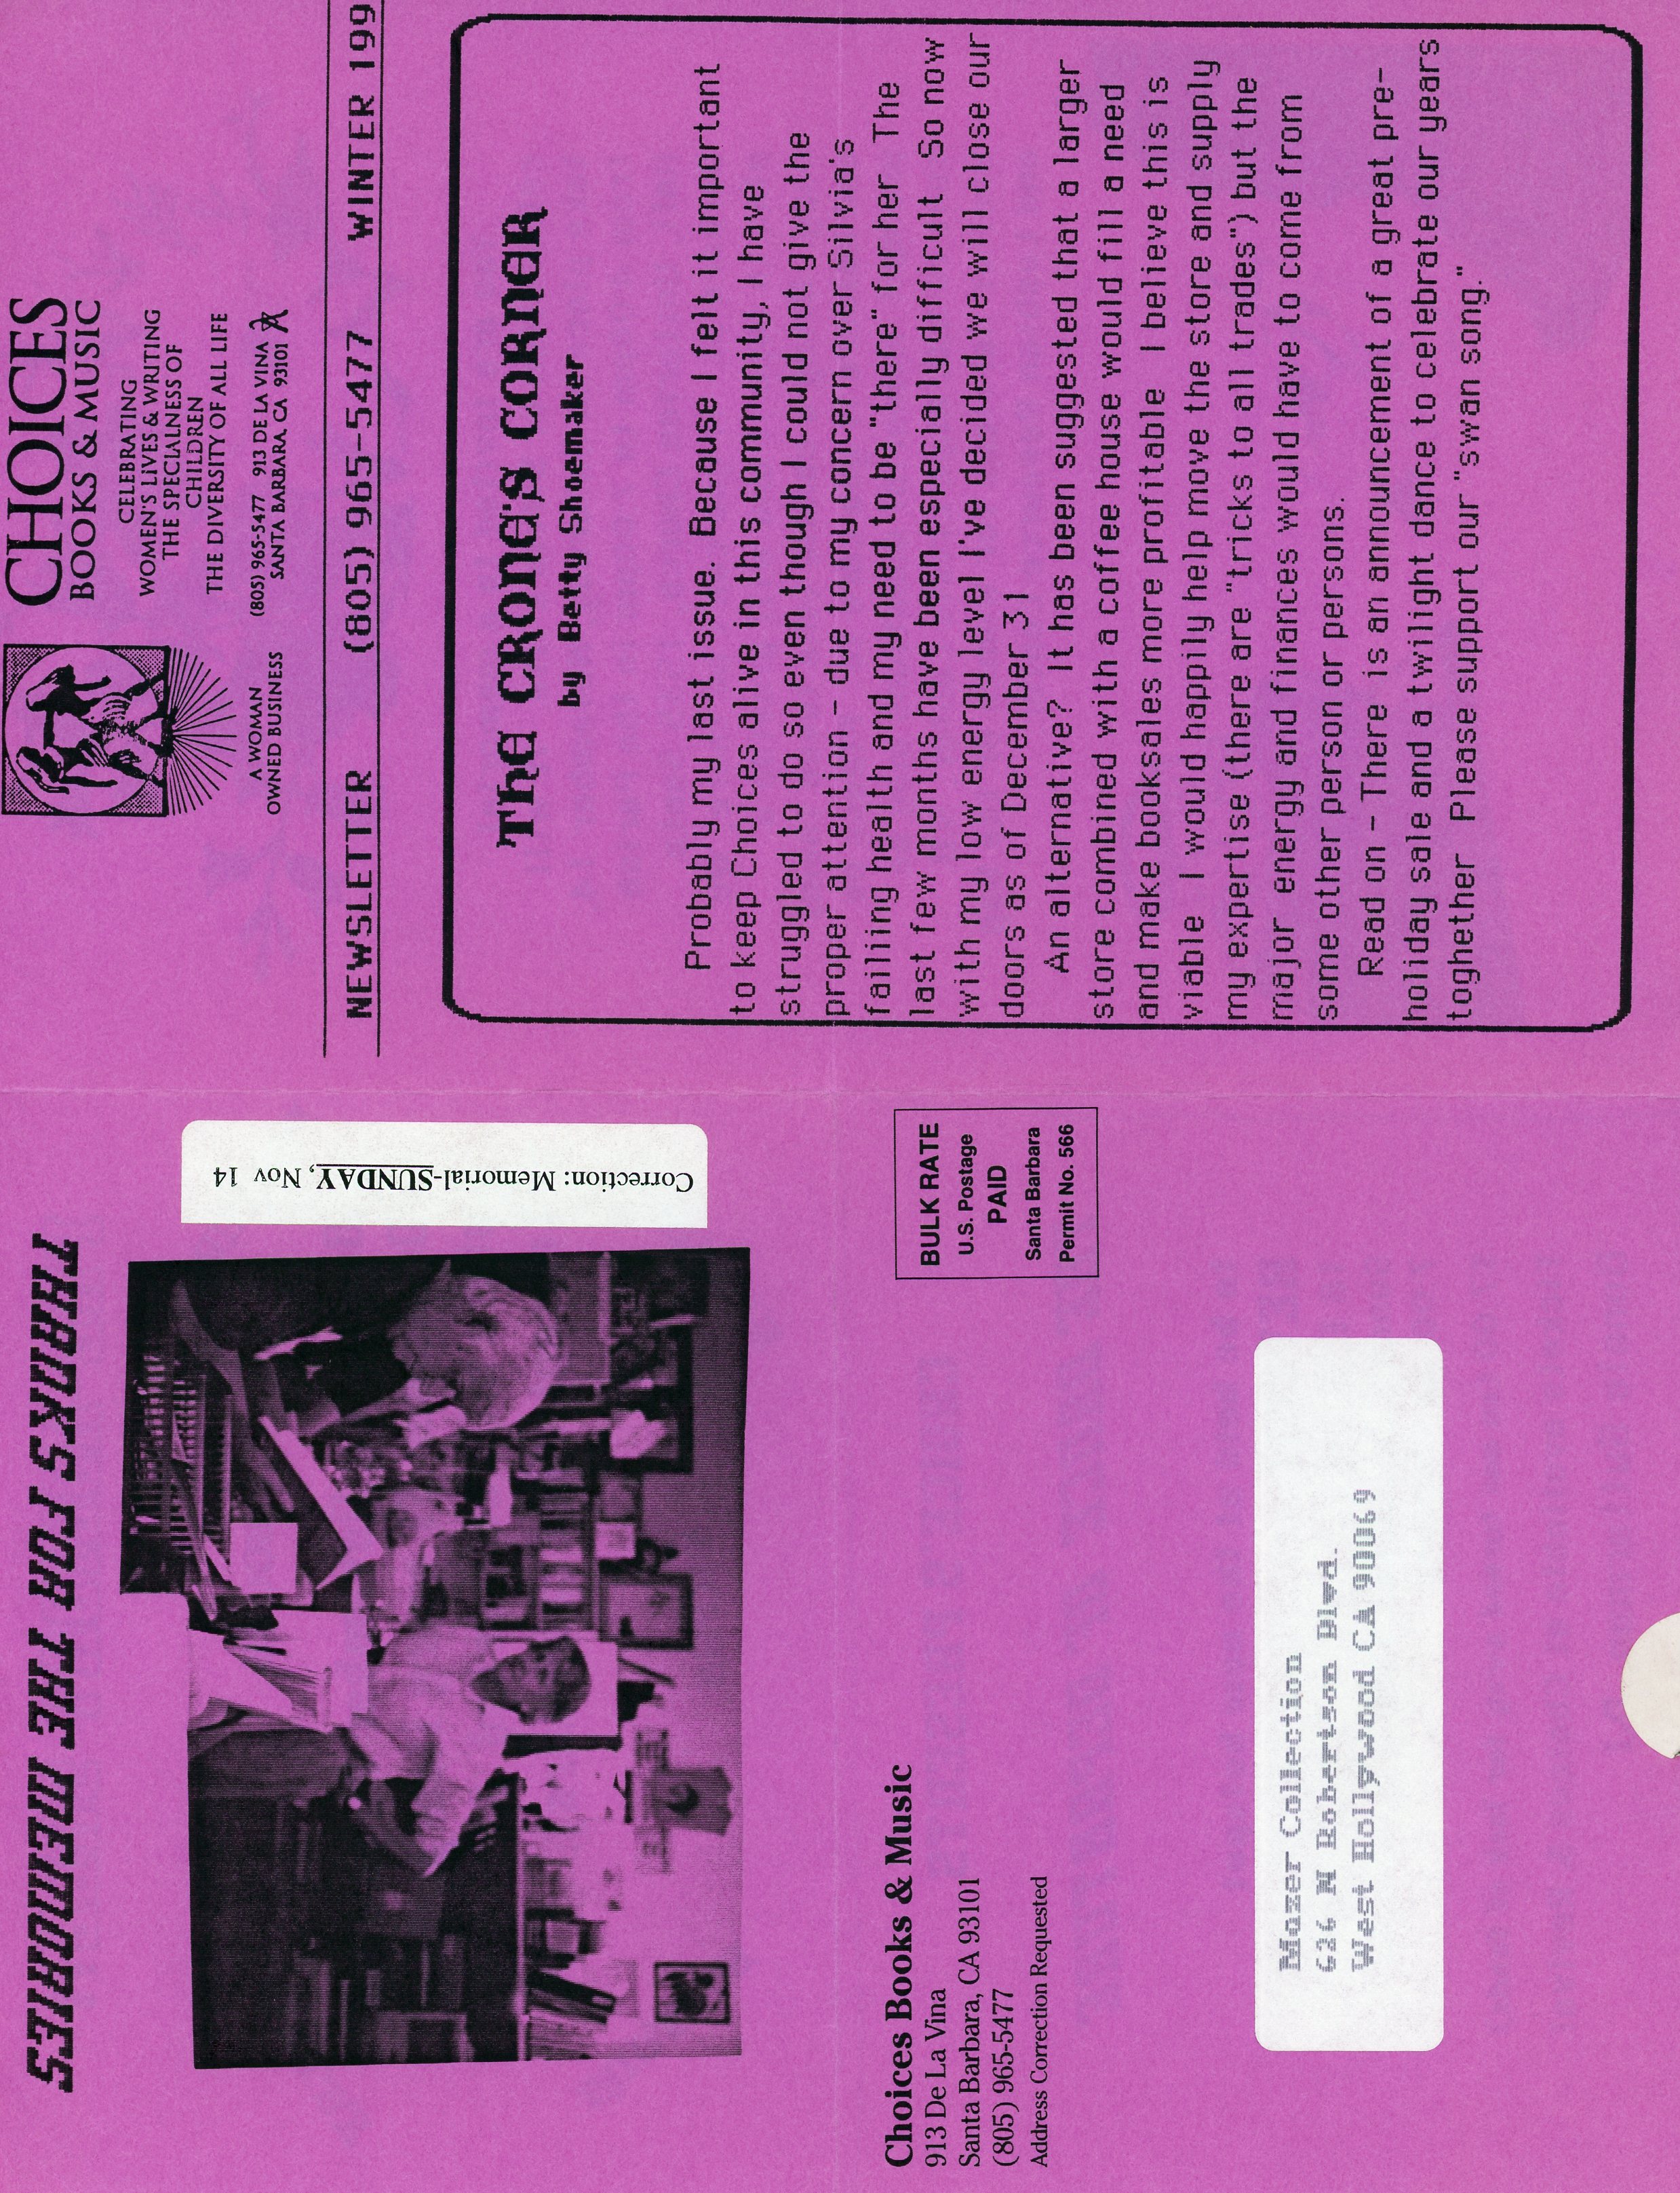 CHOICES
BOOKS & MUSIC
CELEBRATING
WOMEN'S LIVES & WRITING
THE SPECIALNESS OF
CHILDREN
THE DIVERSITY OF ALL LIFE
A WOMAN
OWNED BUSINESS
(805) 965-5477 913 DE LA VINA
SANTA BARBARA, CA 93101
NEWSLETTER (805) 965-5477 WINTER 199
The CRONE'S CORNER
by Betty Shoemaker
Probably my last issue. Because I felt it important
to keep Choices alive in this community, I have
struggled to do so even though I could not give the
proper attention - due to my concern over Silvia's
failiing health and my need to be "there" for her The
last few months have been especially difficult So now
with my low energy level I've decided we will close our
doors as of December 31
An alternative? It has been suggested that a larger
store combined with a coffee house would fill a need
and make booksales more profitable I believe this is
viable I would happily help move the store and supply
my expertise (there are "tricks to all trades") but the
major energy and finances would have to come from
some other person or persons.
Read on - There is an announcement of a great pre-
holiday sale and a twilight dance to celebrate our years
toghether Please support our "swan song."
THANKS FOR THE MEMORIES
Correction: Memorial-SUNDAY, Nov 14
Choices Books & Music
913 De La Vina
Santa Barbara, CA 93101
(805) 965-5477
Address Correction Requested
BULK RATE
U.S. Postage
PAID
Santa Barbara
Permit No. 566
Mazer Collection
626 N Robertson Blvd.
West Hollywood CA 90069